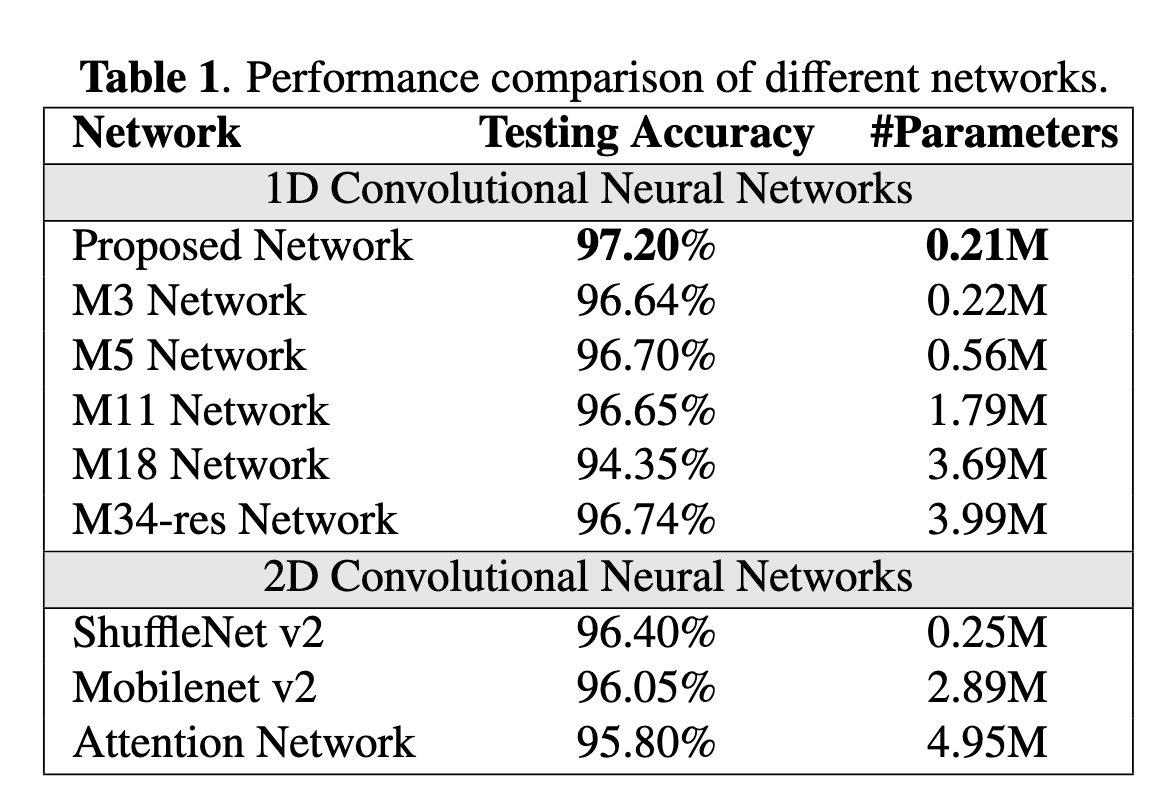 Table 1. Performance comparison of different networks.
Network Testing Accuracy #Parameters
1D Convolutional Neural Networks
Proposed Network 97.20% 0.21M
M3 Network 96.64% 0.22M
M5 Network 96.70% 0.56M
M11 Network 96.65% 1.79M
M18 Network 94.35% 3.69M
M34-res Network 96.74% 3.99M
2D Convolutional Neural Networks
ShuffleNet v2 96.40% 0.25M
Mobilenet v2 96.05% 2.89M
Attention Network 95.80% 4.95M